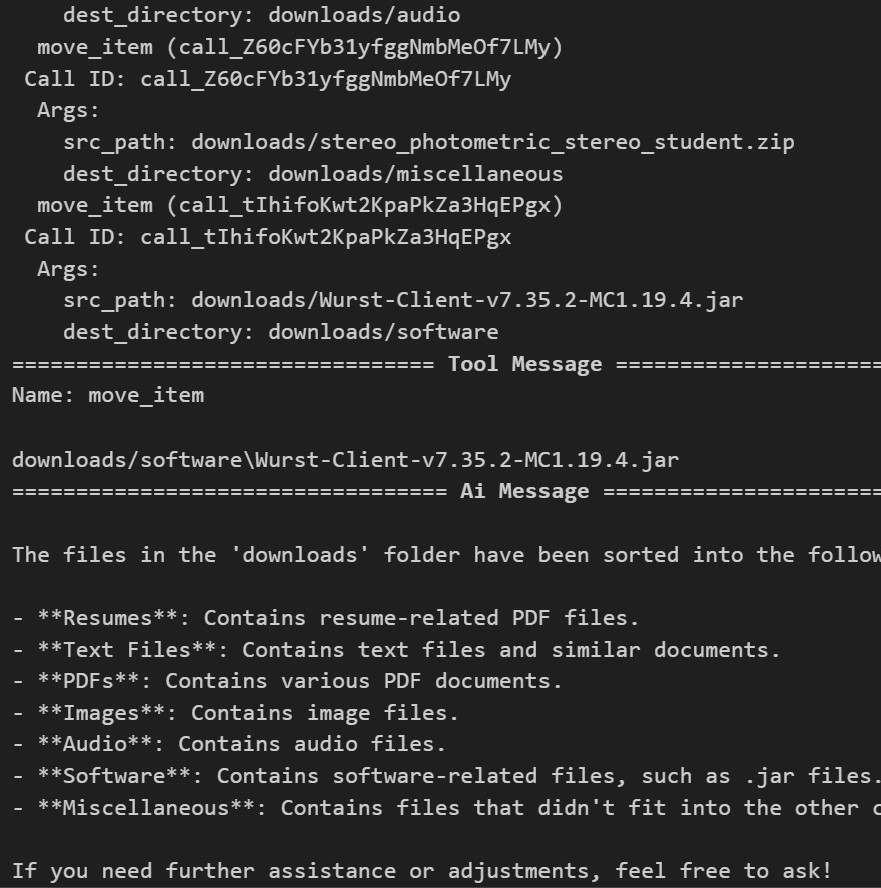 dest_directory: downloads/audio
move_item (call_Z60cFYb31yfggNmbMeOf7LMy)
Call ID: call_Z60cFYb31yfggNmbMeOf7LMy
Args:
src_path: downloads/stereo_photometric_stereo_student.zip
dest_directory: downloads/miscellaneous
move_item (call_tIhifoKwt2KpaPkZa3HqEPgx)
Call ID: call_tIhifoKwt2KpaPkZa3HqEPgx
Args:
src_path: downloads/Wurst-Client-v7.35.2-MC1.19.4.jar
dest_directory: downloads/software
================================= Tool Message =====================
Name: move_item
downloads/software\Wurst-Client-v7.35.2-MC1.19.4.jar
================================== Ai Message ======================
The files in the 'downloads' folder have been sorted into the follow
- **Resumes**: Contains resume-related PDF files.
- **Text Files**: Contains text files and similar documents.
- **PDFs**: Contains various PDF documents.
- **Images**: Contains image files.
- **Audio**: Contains audio files.
- **Software**: Contains software-related files, such as .jar files.
- **Miscellaneous**: Contains files that didn't fit into the other c
If you need further assistance or adjustments, feel free to ask!